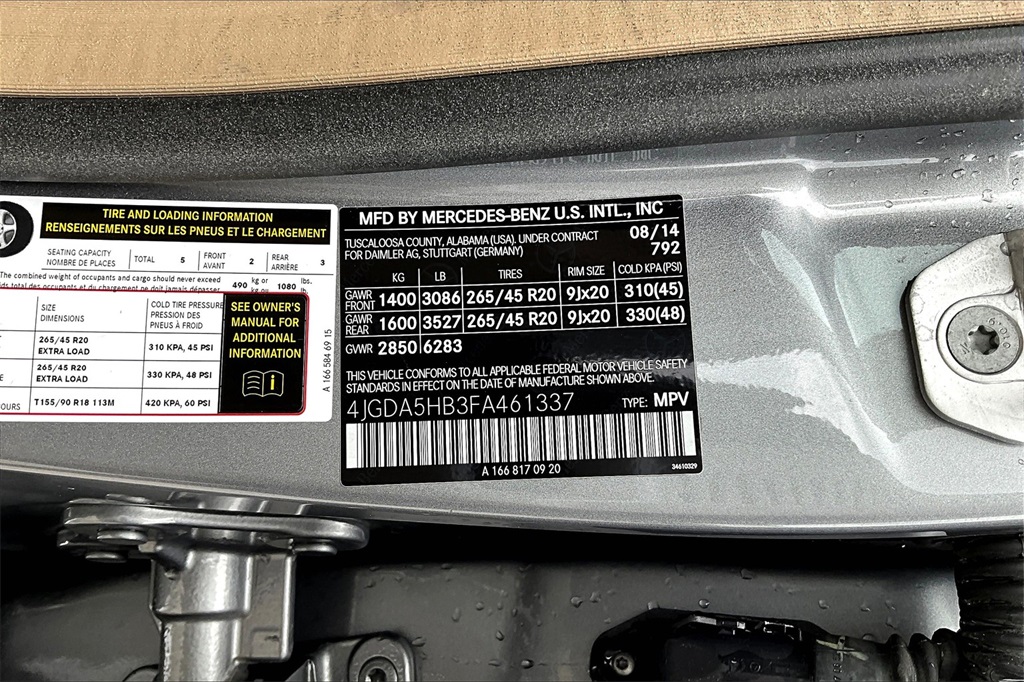 TIRE AND LOADING INFORMATION
RENSEIGNEMENTS SUR LES PNEUS ET LE CHARGEMENT
SEATING CAPACITY
NOMBRE DE PLACES
TOTAL 5
FRONT
AVANT
2
REAR
ARRIÈRE
3
The combined weight of occupants and cargo should never exceed
490 kg or 1080 lbs.
SIZE
DIMENSIONS
COLD TIRE PRESSURE
PRESSION DES
PNEUS À FROID
265/45 R20
EXTRA LOAD
310 KPA, 45 PSI
265/45 R20
EXTRA LOAD
330 KPA, 48 PSI
T155/90 R18 113M
420 KPA, 60 PSI
SEE OWNER'S
MANUAL FOR
ADDITIONAL
INFORMATION
A 166 584 69 15
MFD BY MERCEDES-BENZ U.S. INTL., INC
TUSCALOOSA COUNTY, ALABAMA (USA). UNDER CONTRACT
FOR DAIMLER AG, STUTTGART (GERMANY)
08/14
792
KG LB TIRES RIM SIZE COLD KPA(PSI)
GAWR
FRONT
1400 3086 265/45 R20 9Jx20 310(45)
GAWR
REAR
1600 3527 265/45 R20 9Jx20 330(48)
GVWR 2850 6283
THIS VEHICLE CONFORMS TO ALL APPLICABLE FEDERAL MOTOR VEHICLE SAFETY
STANDARDS IN EFFECT ON THE DATE OF MANUFACTURE SHOWN ABOVE.
4JGDA5HB3FA461337 TYPE: MPV
A 166 817 09 20
34610329